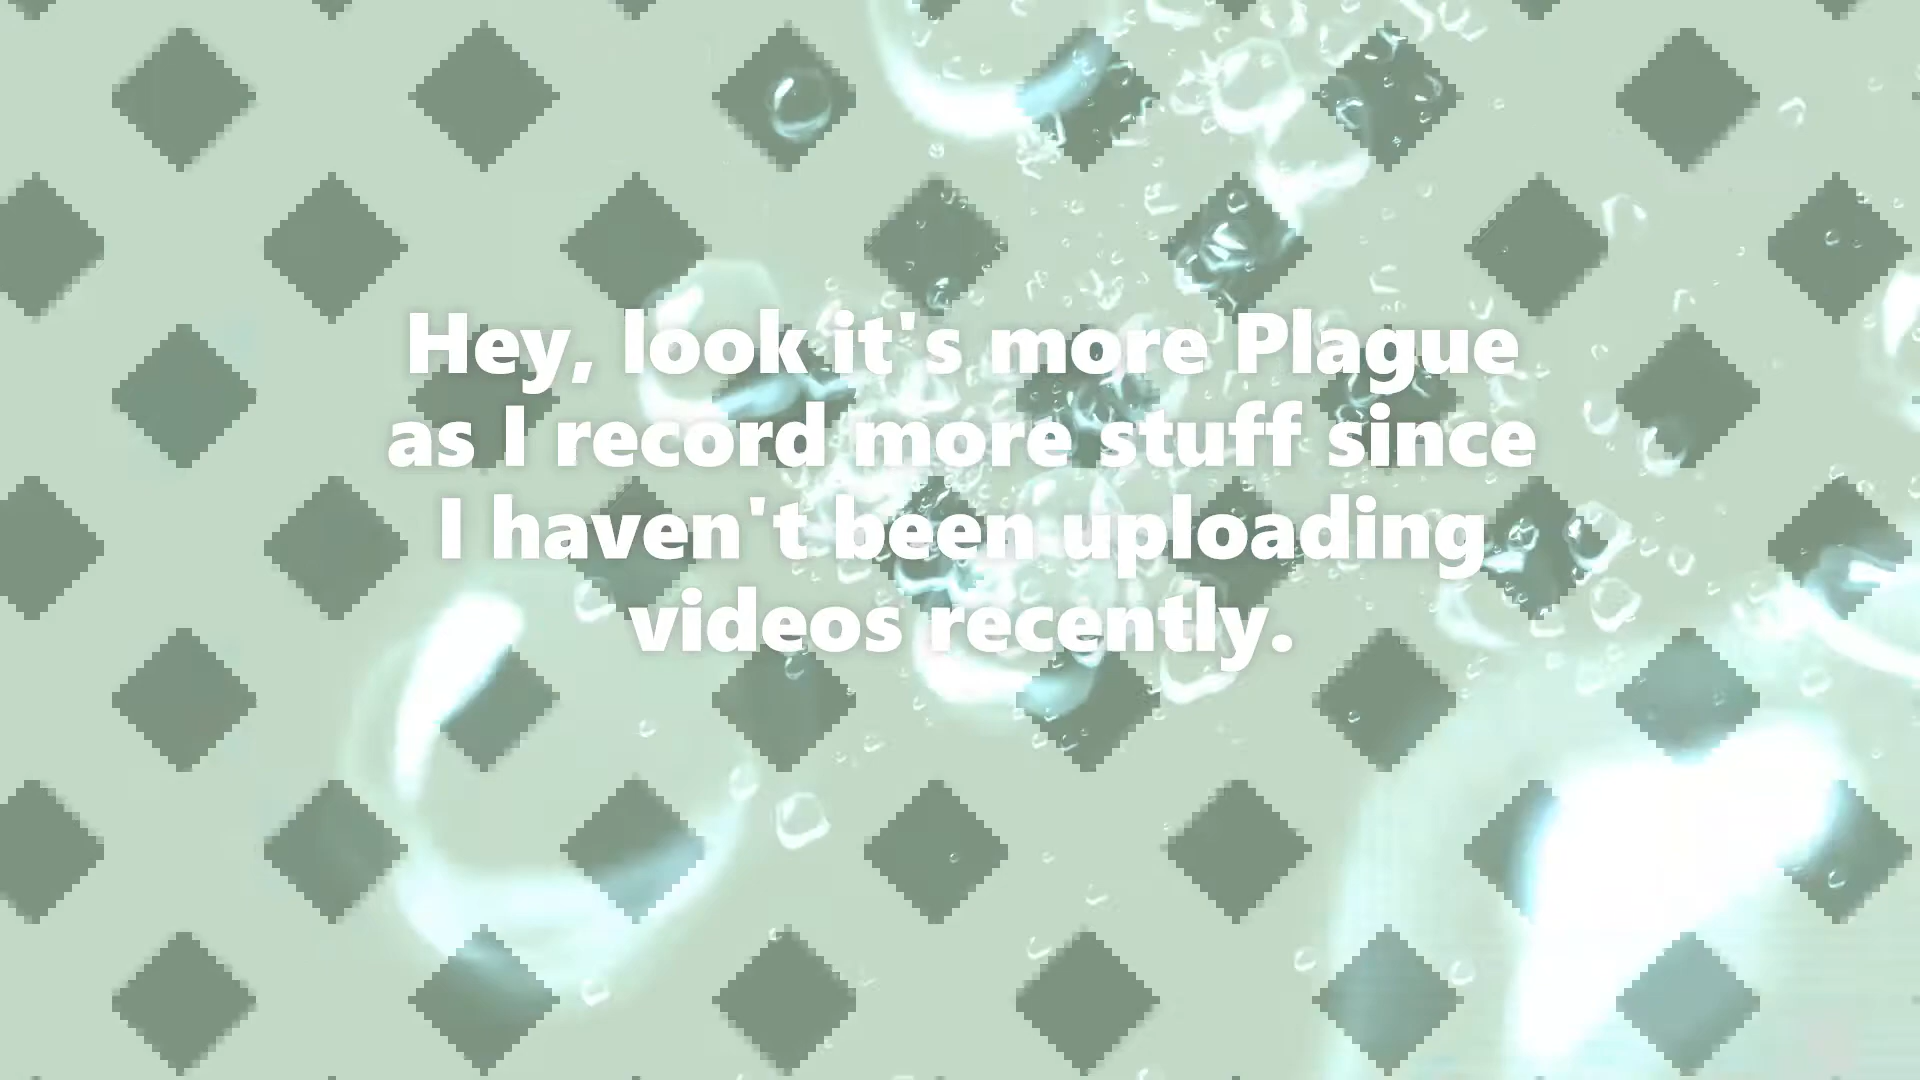 Hey, look it's more Plague
as I record more stuff since
I haven't been uploading
videos recently.